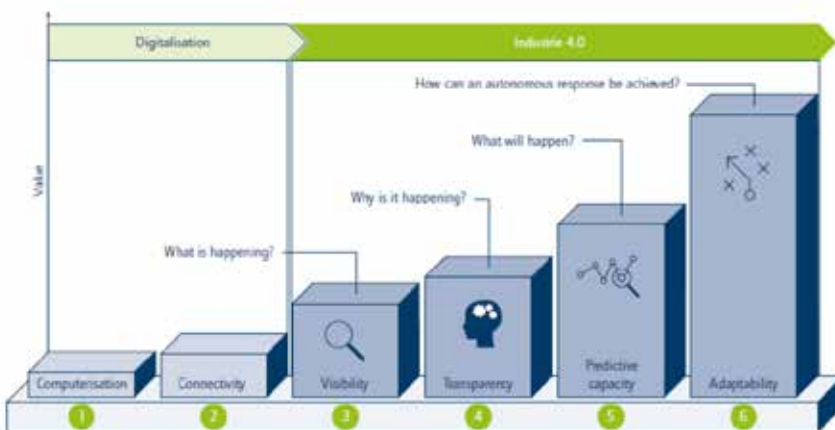 Digitalisation
Industrie 4.0
How can an autonomous response be achieved?
What will happen?
Why is it happening?
What is happening?
Value
Computerisation
Connectivity
Visibility
Transparency
Predictive
capacity
Adaptability
1
2
3
4
5
6